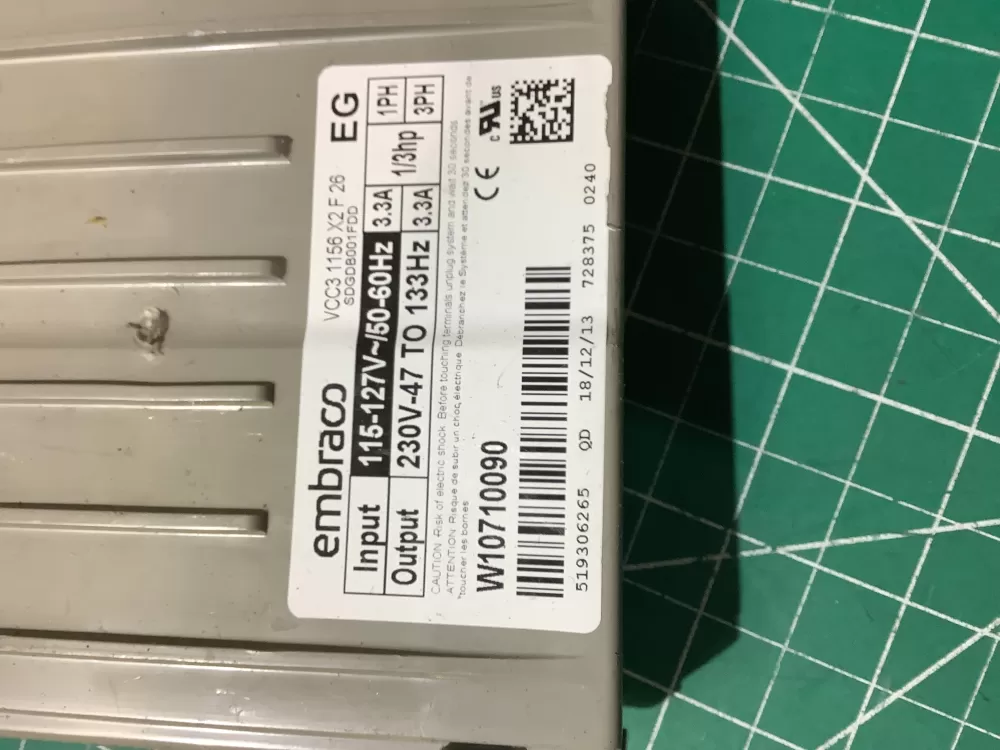 embraco VCC3 1156 X2 F 26 EG
SDGDB001FDD
Input 115-127V~/50-60Hz 3.3A 1/3hp 1PH
Output 230V-47 TO 133Hz 3.3A 3PH
CAUTION Risk of electric shock. Before touching terminals unplug system and wait 30 seconds
ATTENTION Risque de subir un choc électrique. Débranchez le Système et attendez 30 secondes avant de
toucher les bornes
W10710090 CE c RU us
519306265 QD 18/12/13 728375 0240